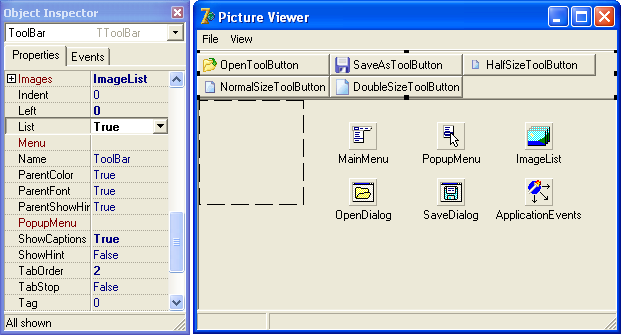 Object Inspector
ToolBar TToolBar
Properties Events
Images ImageList
Indent 0
Left 0
List True
Menu
Name ToolBar
ParentColor True
ParentFont True
ParentShowHin True
PopupMenu
ShowCaptions True
ShowHint False
TabOrder 2
TabStop False
Tag 0
All shown
Picture Viewer
File View
OpenToolButton SaveAsToolButton HalfSizeToolButton
NormalSizeToolButton DoubleSizeToolButton
MainMenu PopupMenu ImageList
OpenDialog SaveDialog ApplicationEvents